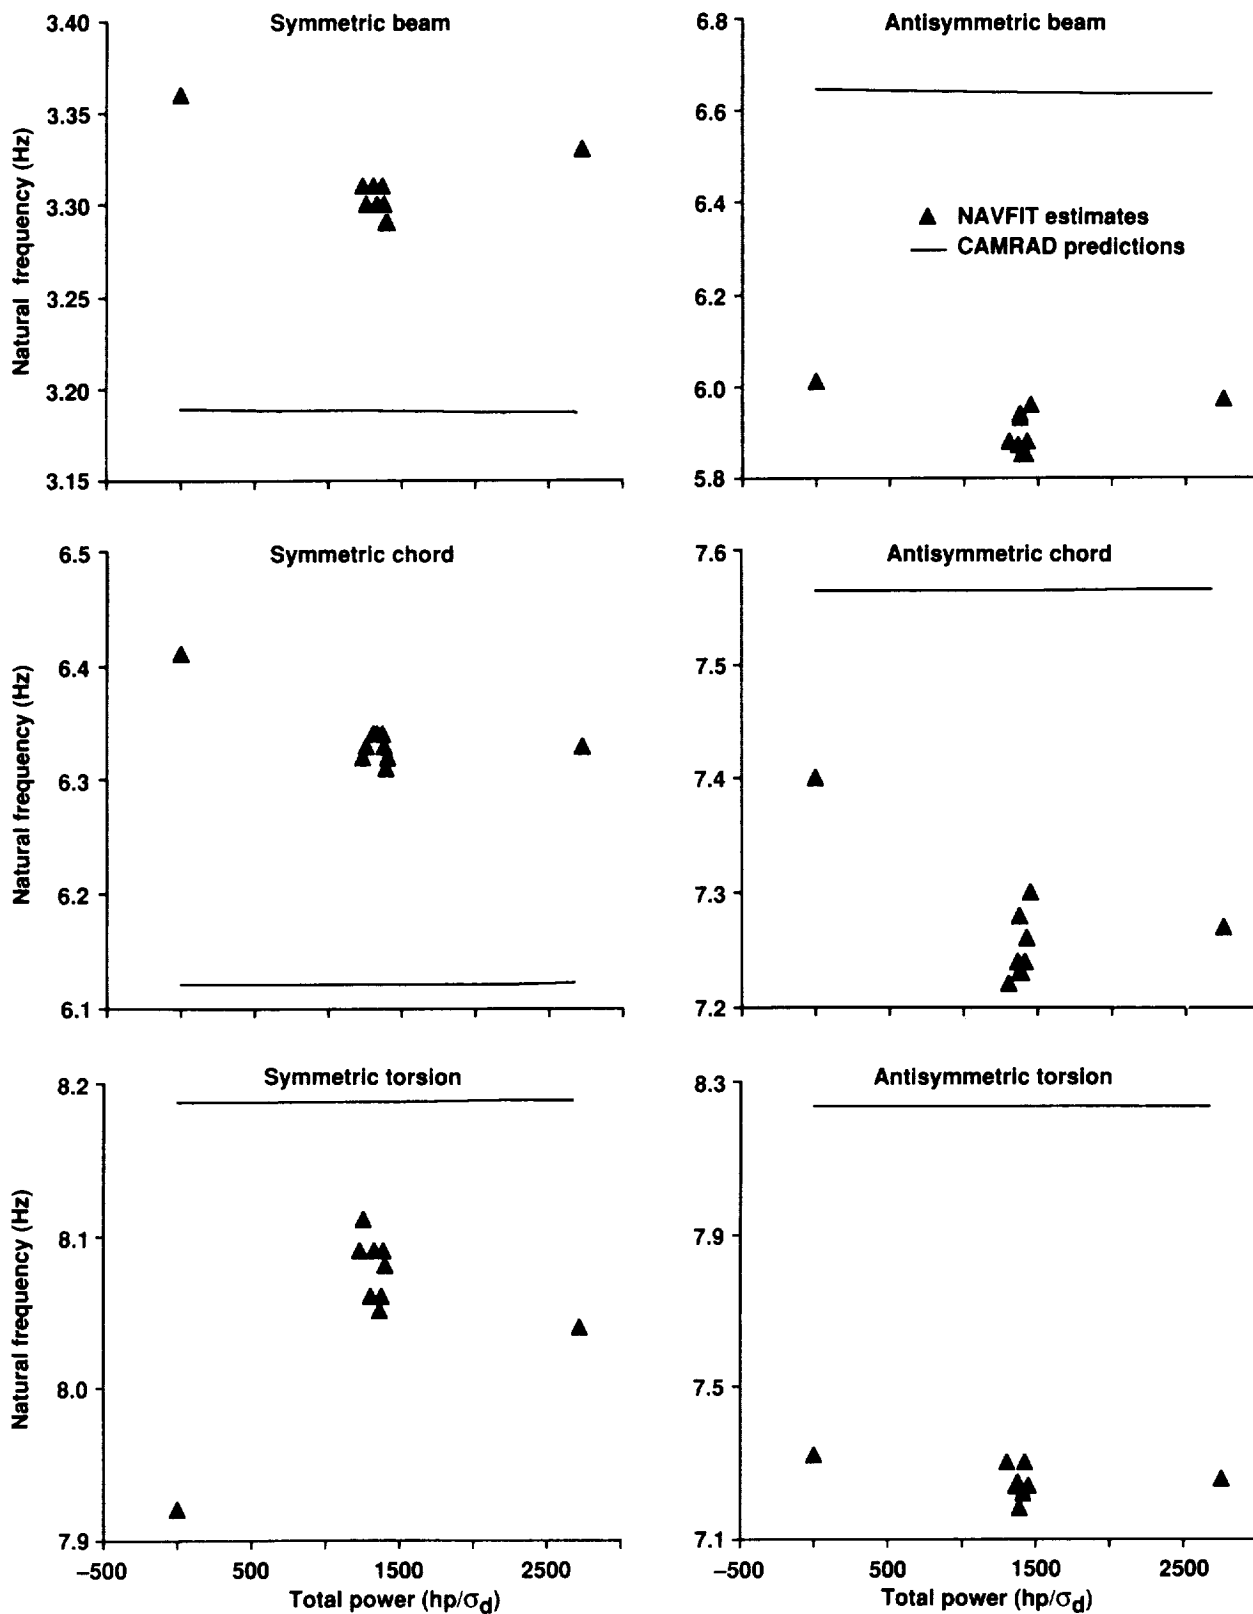 Symmetric beam
3.40
3.35
3.30
3.25
3.20
3.15
Natural frequency (Hz)
Antisymmetric beam
6.8
6.6
6.4
6.2
6.0
5.8
NAVFIT estimates
CAMRAD predictions
Symmetric chord
6.5
6.4
6.3
6.2
6.1
Natural frequency (Hz)
Antisymmetric chord
7.6
7.5
7.4
7.3
7.2
Symmetric torsion
8.2
8.1
8.0
7.9
Natural frequency (Hz)
–500 500 1500 2500
Total power (hp/σd)
Antisymmetric torsion
8.3
7.9
7.5
7.1
–500 500 1500 2500
Total power (hp/σd)